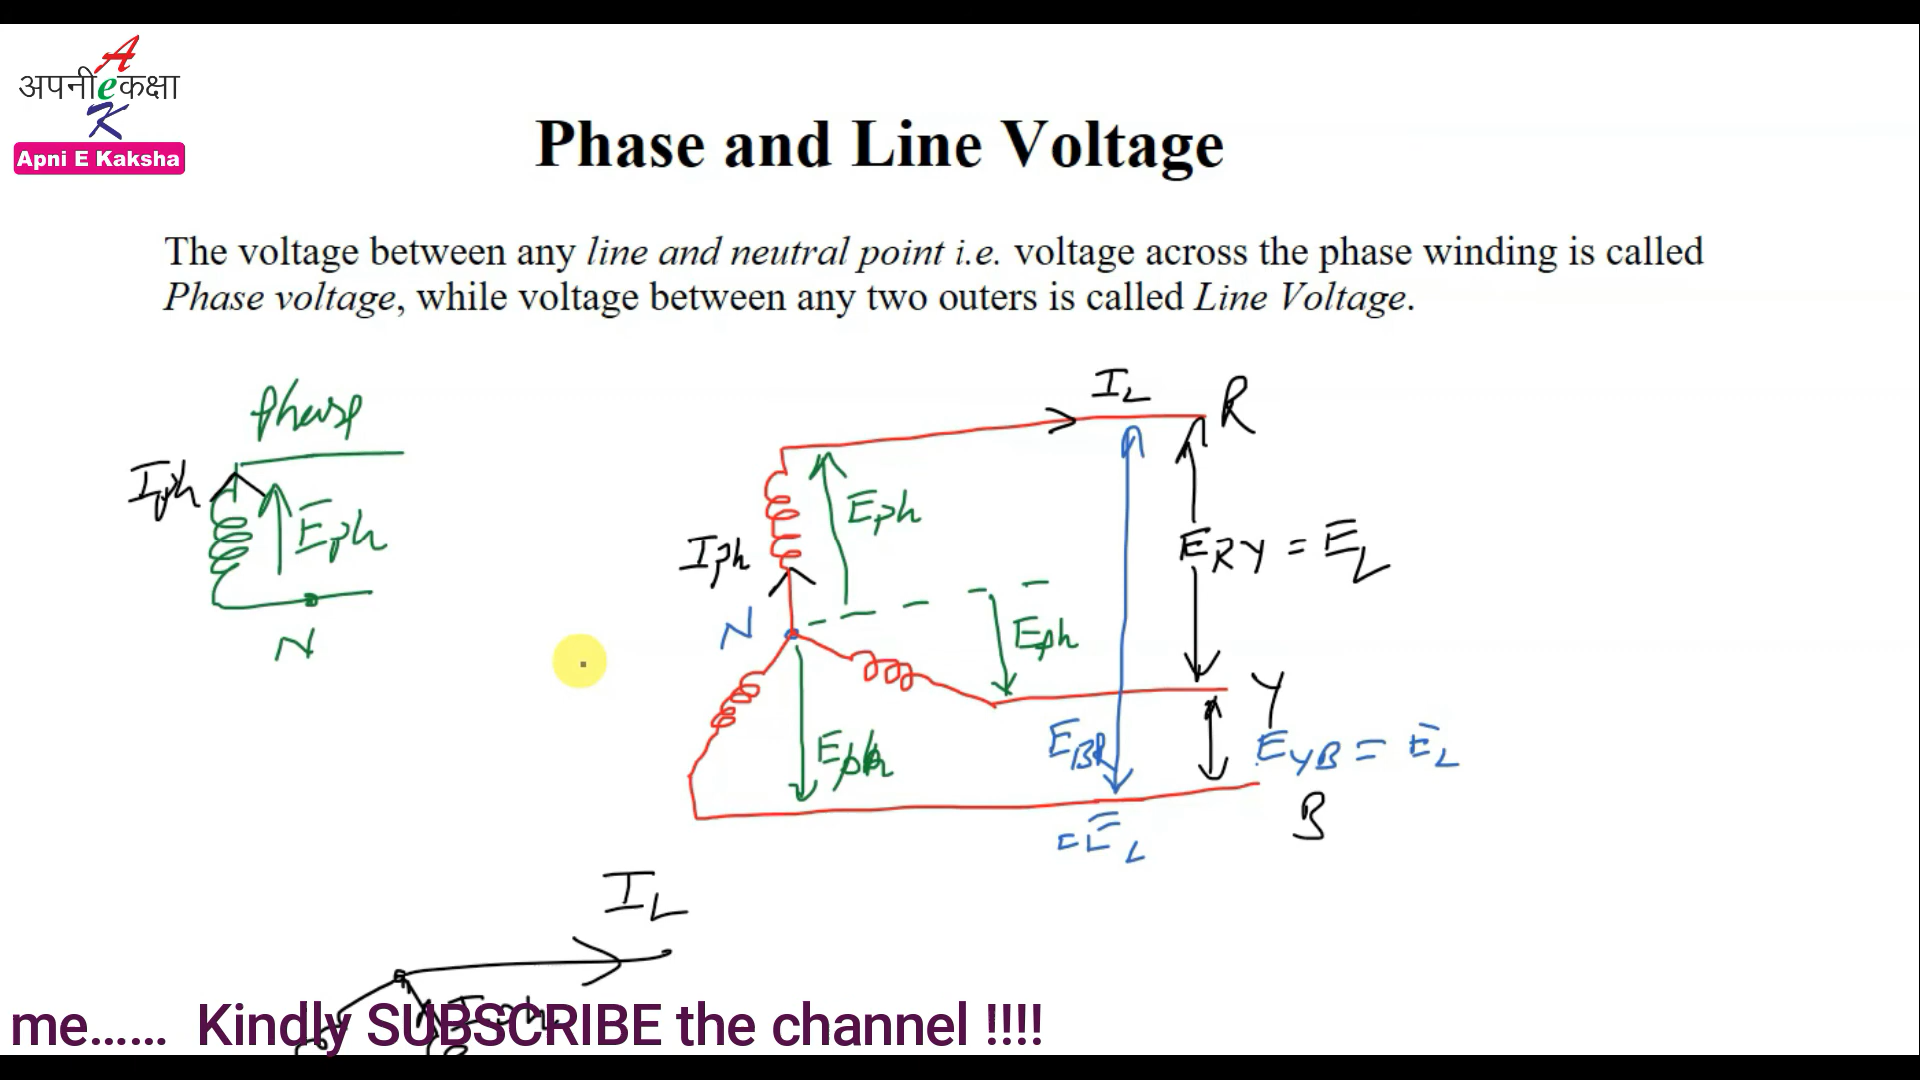 A
अपनीeकक्षा
K
Apni E Kaksha
Phase and Line Voltage
The voltage between any line and neutral point i.e. voltage across the phase winding is called
Phase voltage, while voltage between any two outers is called Line Voltage.
Phase
Iph
Eph
N
IL
R
Eph
Iph
ERY = EL
N
Eph
Y
Eph
EBR
= EL
EYB = EL
B
IL
Iph
me...... Kindly SUBSCRIBE the channel !!!!